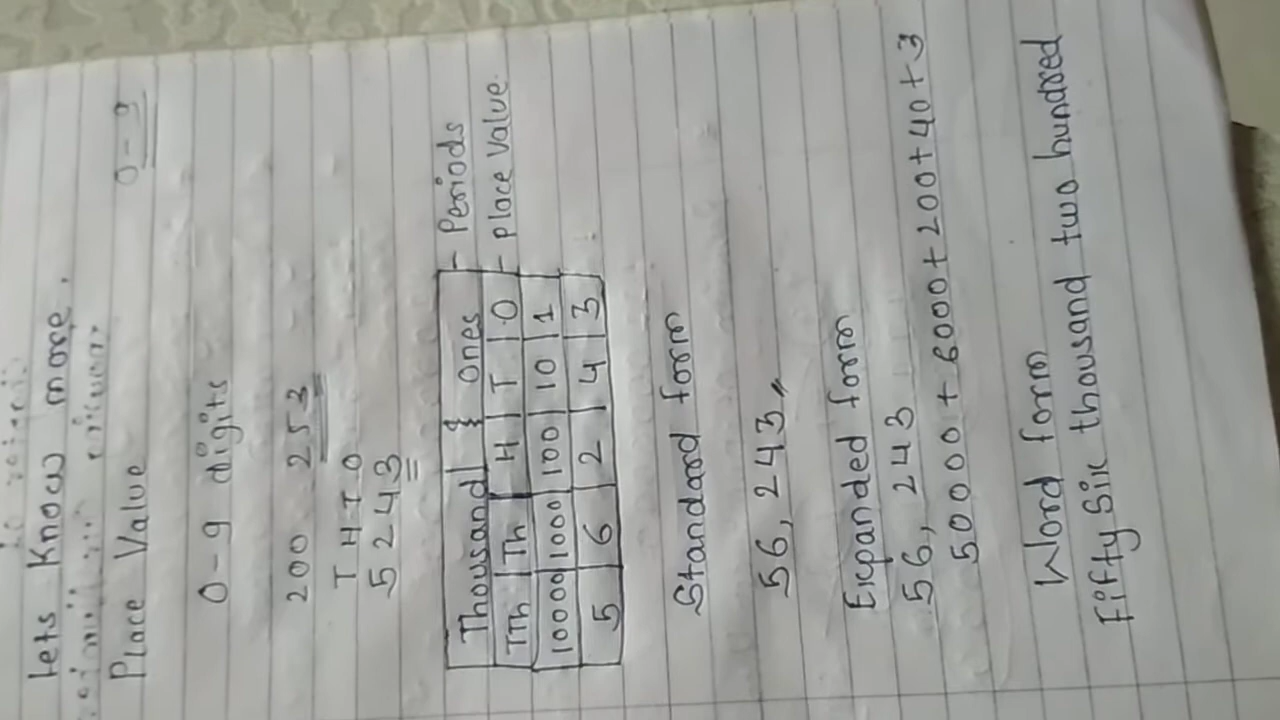 Lets Know more.
Place Value 0-9
0-9 digits
200 253
T H T O
5 2 4 3
Thousand | Ones - Periods
TTh | Th | H | T | O - place value.
10000 | 1000 | 100 | 10 | 1
5 | 6 | 2 | 4 | 3
Standard form
56,243
Expanded form
56,243
50000+6000+200+40+3
Word form
Fifty six thousand two hundred